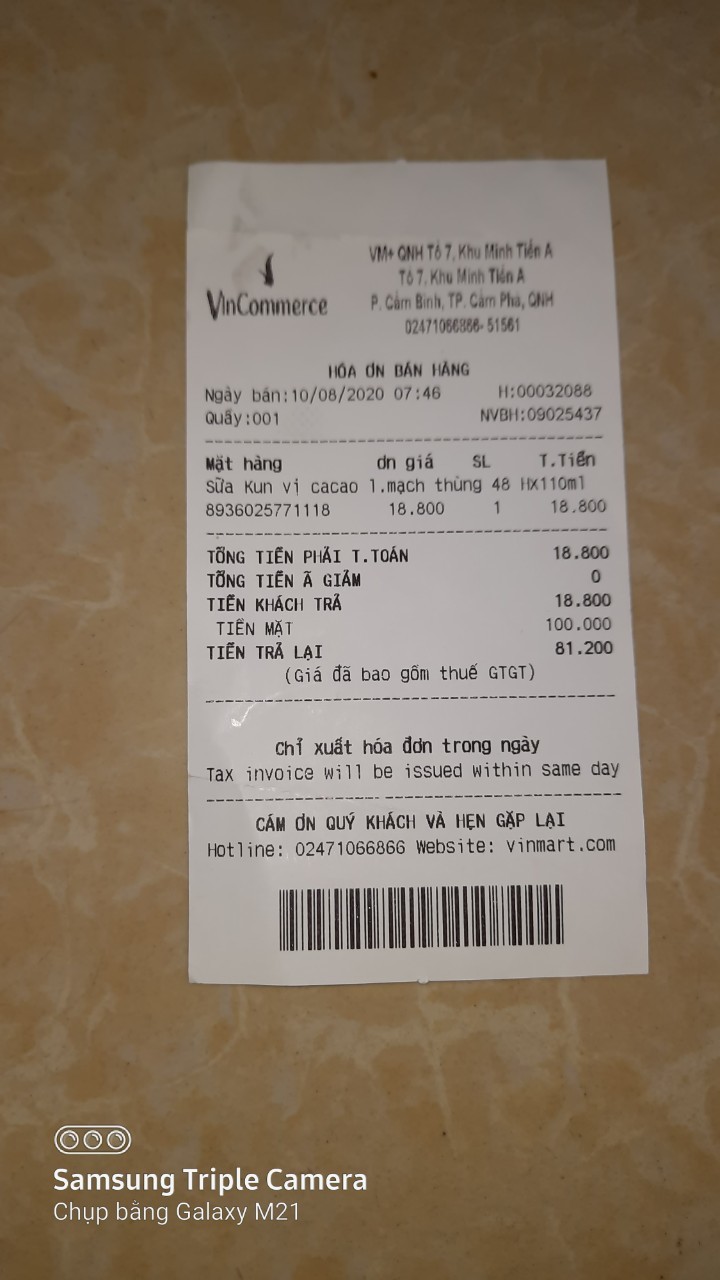 VinCommerce
VM+ QNH Tổ 7, Khu Minh Tiến A
Tổ 7, Khu Minh Tiến A
P. Cẩm Bình, TP. Cẩm Phả, QNH
02471066866- 51561
HÓA ƠN BÁN HÀNG
Ngày bán:10/08/2020 07:46 H:00032088
Quầy:001 NVBH:09025437
Mặt hàng ơn giá SL T.Tiền
Sữa Kun vị cacao l.mạch thùng 48 HX110ml
8936025771118 18.800 1 18.800
TỔNG TIỀN PHẢI T.TOÁN 18.800
TỔNG TIỀN Ã GIẢM 0
TIỀN KHÁCH TRẢ 18.800
TIỀN MẶT 100.000
TIỀN TRẢ LẠI 81.200
(Giá đã bao gồm thuế GTGT)
Chỉ xuất hóa đơn trong ngày
Tax invoice will be issued within same day
CÁM ƠN QUÝ KHÁCH VÀ HẸN GẶP LẠI
Hotline: 02471066866 Website: vinmart.com
Samsung Triple Camera
Chụp bằng Galaxy M21